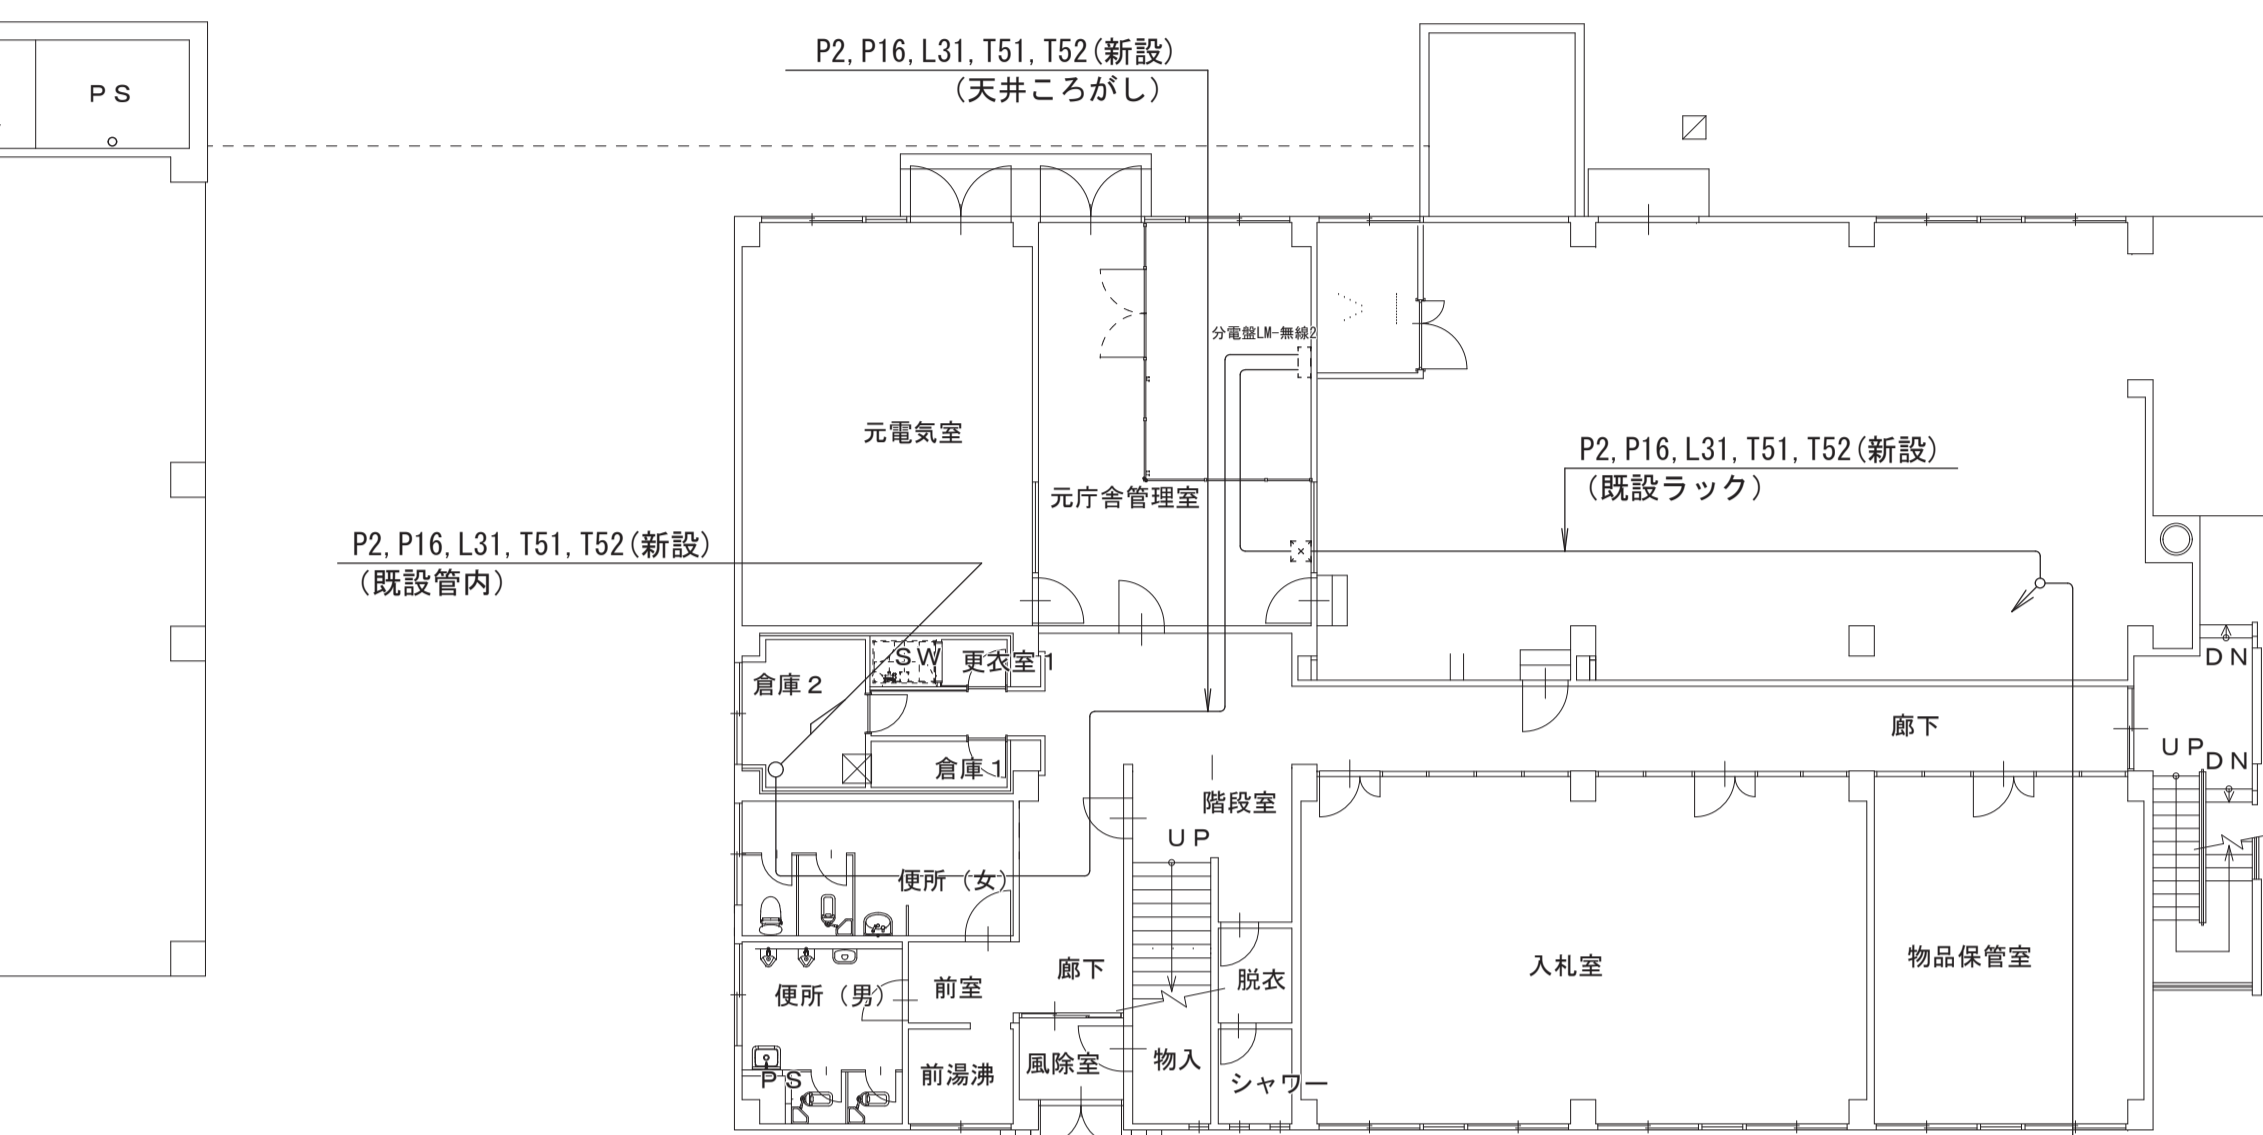 P2, P16, L31, T51, T52(新設)
(天井ころがし)
PS
分電盤LM-無線2
元電気室
P2, P16, L31, T51, T52(新設)
(既設ラック)
元庁舎管理室
P2, P16, L31, T51, T52(新設)
(既設管内)
SW
更衣室1
DN
倉庫2
廊下
UP
DN
倉庫1
階段室
UP
便所(女)
物品保管室
入札室
廊下
脱衣
前室
便所(男)
風除室
物入
前湯沸
PS
シャワー